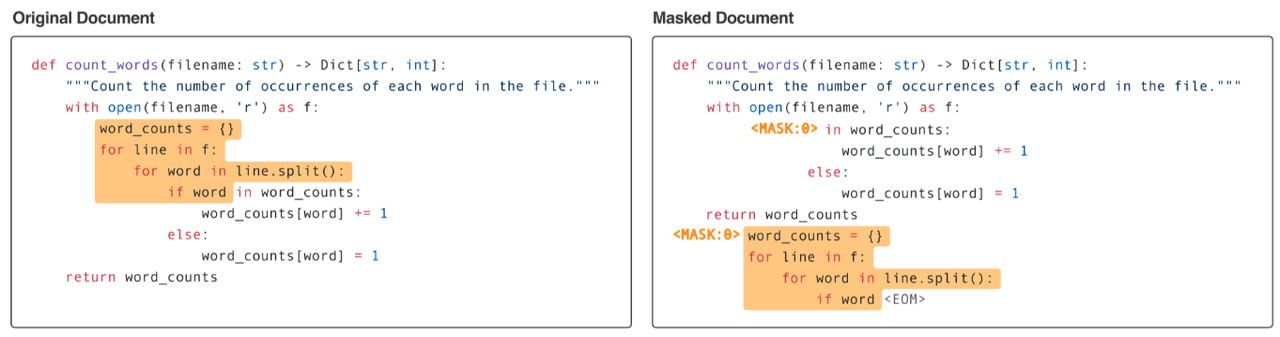 Original Document
def count_words(filename: str) -> Dict[str, int]:
    """Count the number of occurrences of each word in the file."""
    with open(filename, 'r') as f:
        word_counts = {}
        for line in f:
            for word in line.split():
                if word in word_counts:
                    word_counts[word] += 1
                else:
                    word_counts[word] = 1
    return word_counts
Masked Document
def count_words(filename: str) -> Dict[str, int]:
    """Count the number of occurrences of each word in the file."""
    with open(filename, 'r') as f:
         <MASK:0> in word_counts:
                    word_counts[word] += 1
                else:
                    word_counts[word] = 1
    return word_counts
<MASK:0> word_counts = {}
         for line in f:
             for word in line.split():
                 if word <EOM>